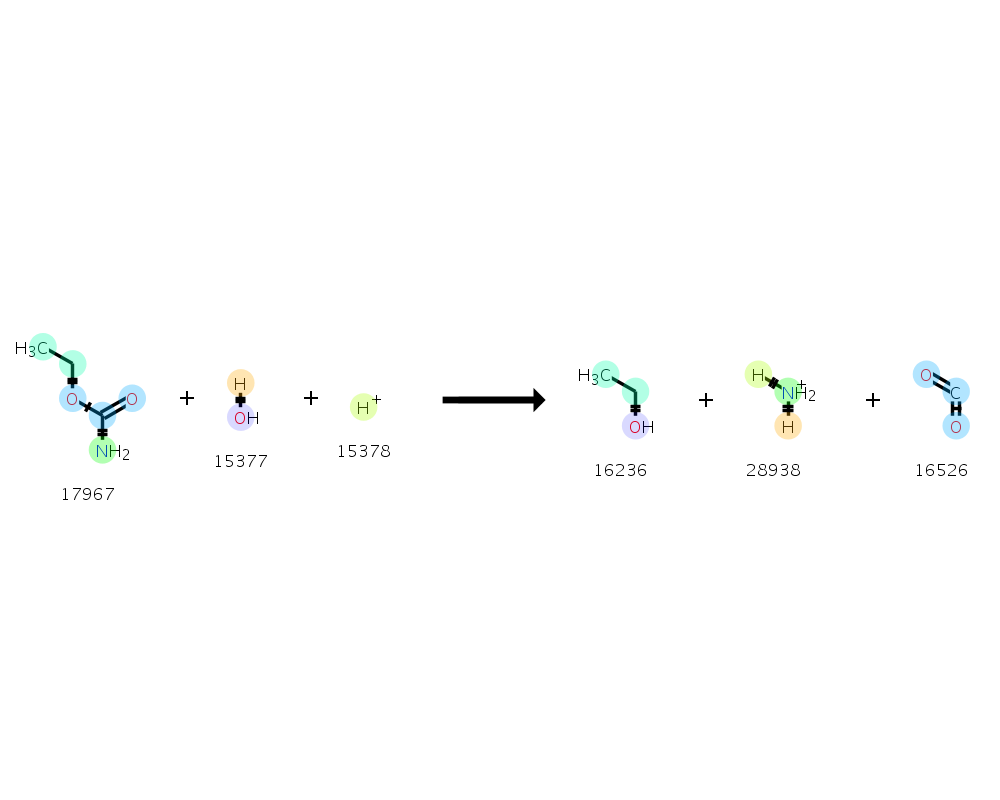 H3C
O
O
NH2
17967
+
H
OH
15377
+
H+
15378
+
H3C
OH
16236
+
H
NH2+
H
28938
+
O
C
O
16526